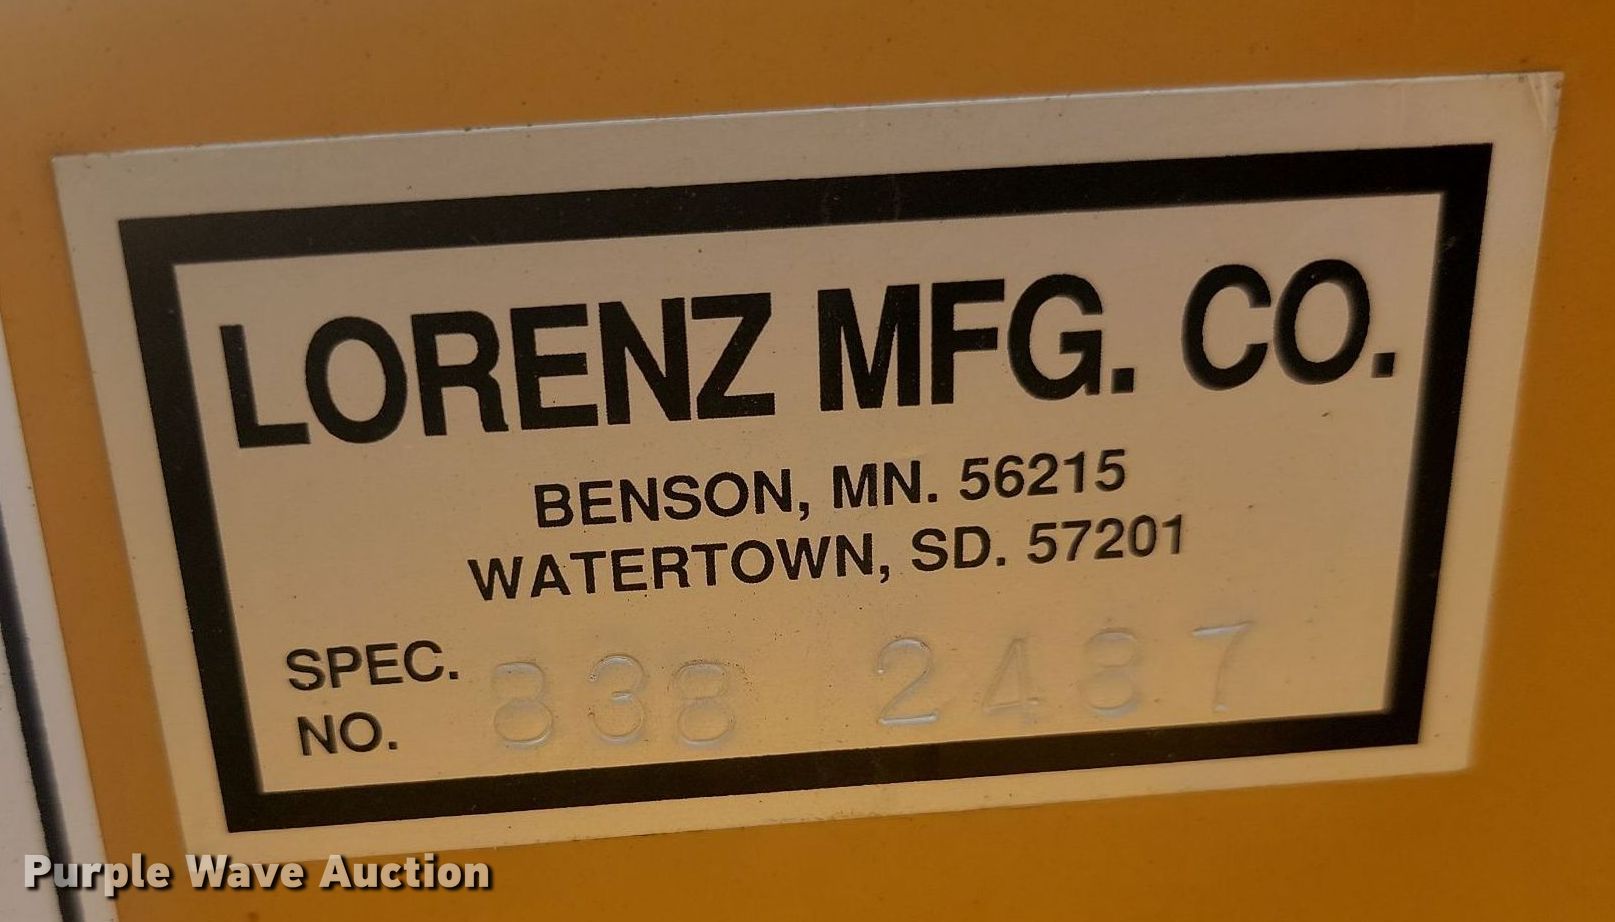 LORENZ MFG. CO.
BENSON, MN. 56215
WATERTOWN, SD. 57201
SPEC.
NO. 838 2487
Purple Wave Auction